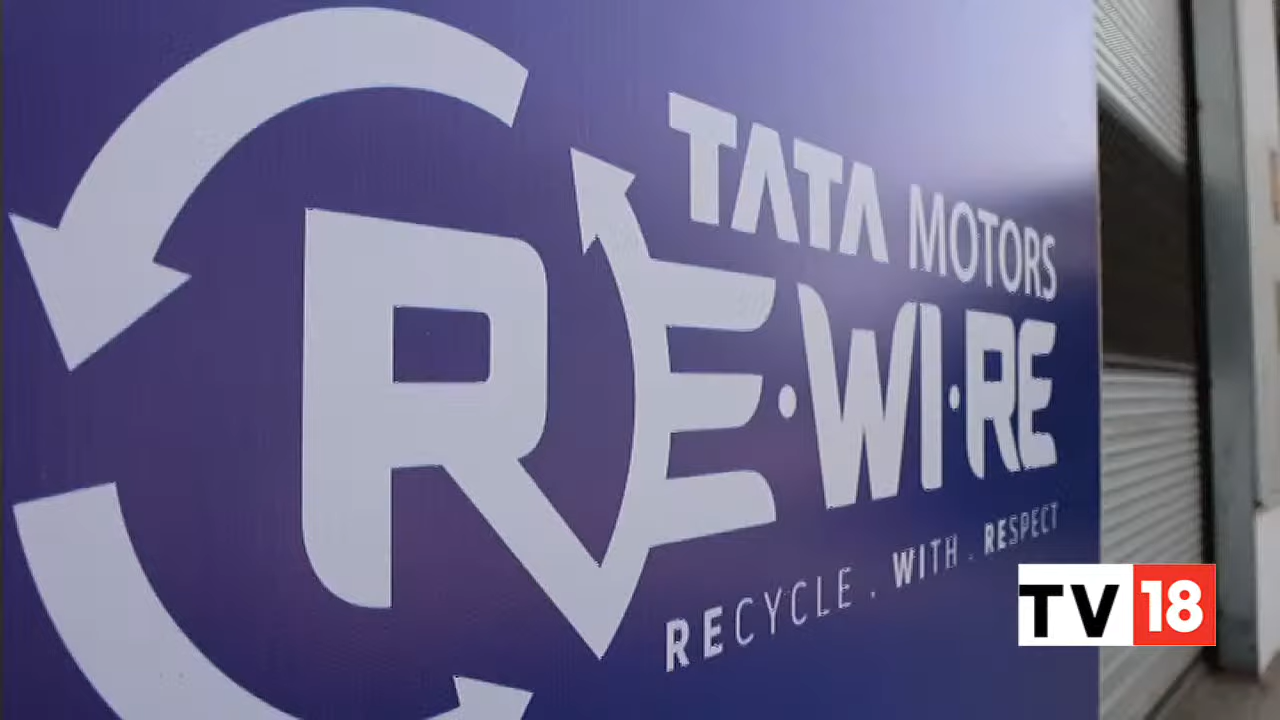 TATA MOTORS
RE·WI·RE
RECYCLE . WITH . RESPECT
TV18